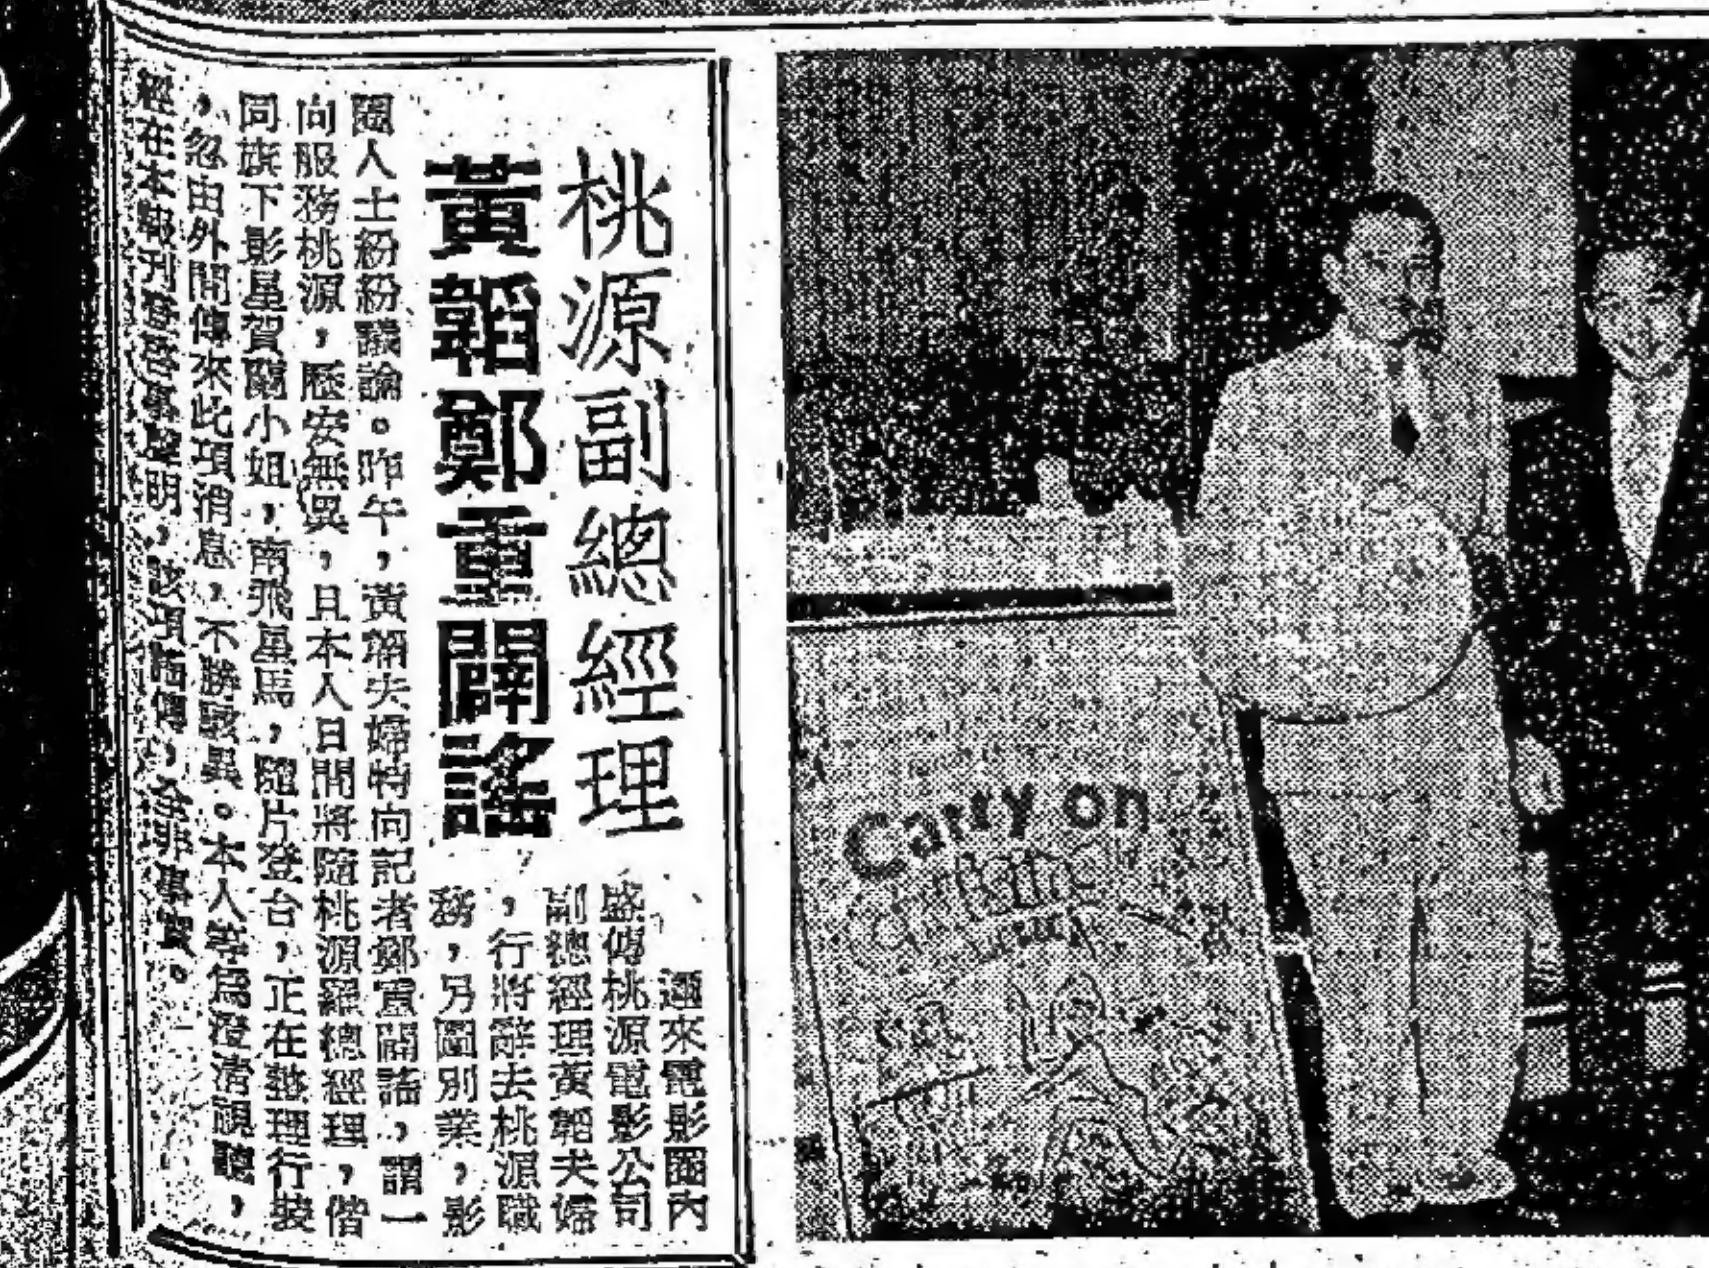 桃源副總經理
黃韜鄭重闢謠
邇來電影圈內
盛傳桃源電影公司
副總經理黃韜夫婦
，行將辭去桃源職
務，另圖別業，影
圈人士紛紛議論。昨午，黃韜夫婦特向記者鄭重闢謠，謂一
向服務桃源，歷安無異，且本人日間將隨桃源羅總經理，偕
同旗下影星賀蘭小姐，南飛星馬，隨片登台，正在整理行裝
，忽由外間傳來此項消息，不勝駭異。本人等爲澄清視聽，
經在本報刊登啓事聲明，該項謠傳，全非事實。
Carry on